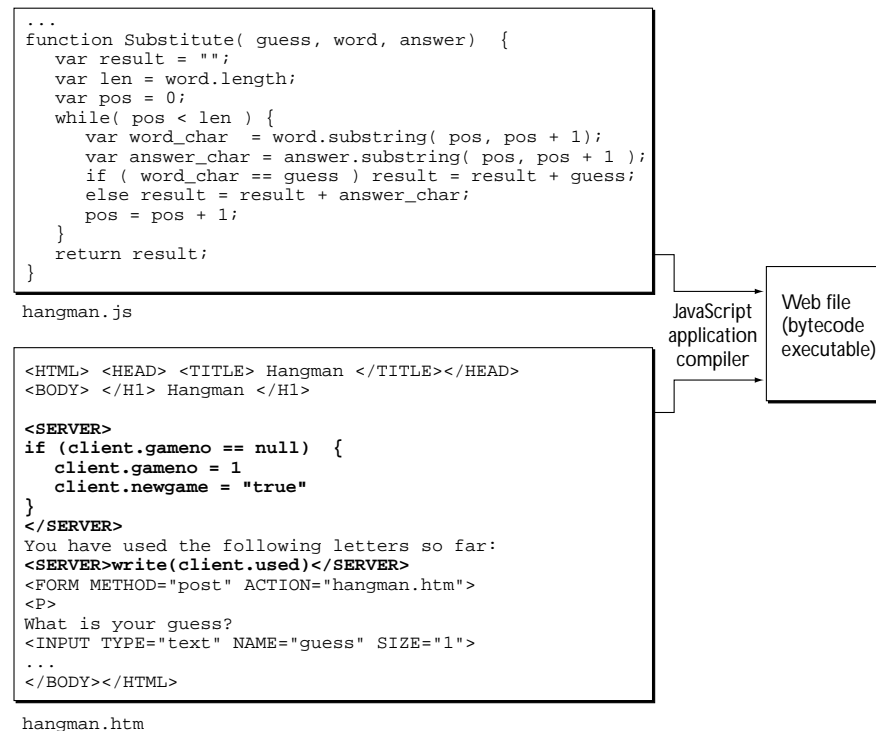 ...
function Substitute( guess, word, answer)  {
   var result = "";
   var len = word.length;
   var pos = 0;
   while( pos < len ) {
      var word_char  = word.substring( pos, pos + 1);
      var answer_char = answer.substring( pos, pos + 1 );
      if ( word_char == guess ) result = result + guess;
      else result = result + answer_char;
      pos = pos + 1;
   }
   return result;
}
hangman.js
JavaScript
application
compiler
Web file
(bytecode
executable)
<HTML> <HEAD> <TITLE> Hangman </TITLE></HEAD>
<BODY> </H1> Hangman </H1>
<SERVER>
if (client.gameno == null)  {
   client.gameno = 1
   client.newgame = "true"
}
</SERVER>
You have used the following letters so far:
<SERVER>write(client.used)</SERVER>
<FORM METHOD="post" ACTION="hangman.htm">
<P>
What is your guess?
<INPUT TYPE="text" NAME="guess" SIZE="1">
...
</BODY></HTML>
hangman.htm